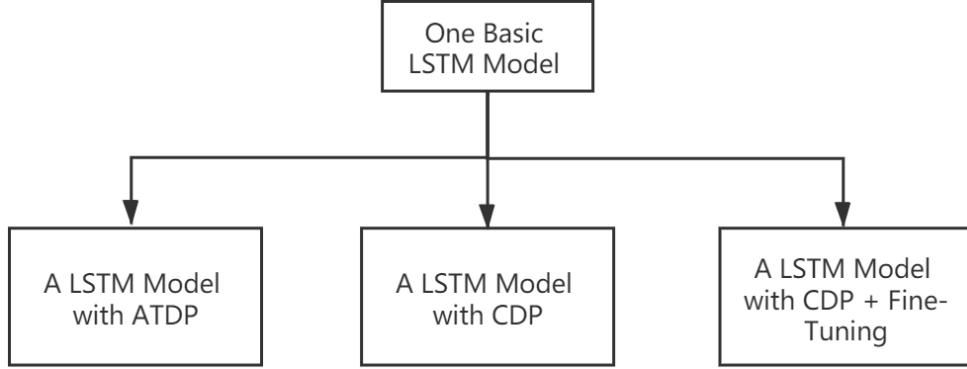 One Basic
LSTM Model
A LSTM Model
with ATDP
A LSTM Model
with CDP
A LSTM Model
with CDP + Fine-
Tuning